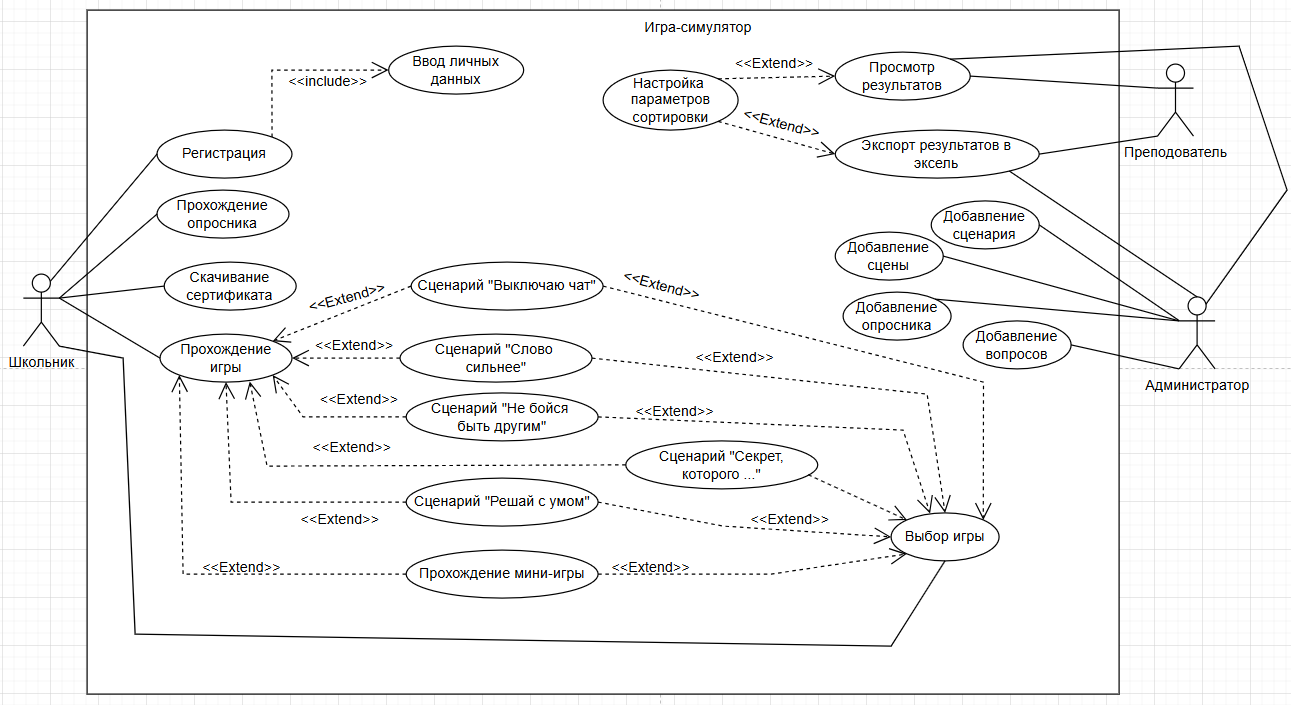 Игра-симулятор
Ввод личных
данных
<<include>>
Настройка
параметров
сортировки
<<Extend>>
<<Extend>>
Просмотр
результатов
Экспорт результатов в
эксель
Преподователь
Регистрация
Прохождение
опросника
Скачивание
сертификата
Прохождение
игры
Школьник
Добавление
сценария
Добавление
сцены
Добавление
опросника
Добавление
вопросов
Администратор
<<Extend>>
Сценарий "Выключаю чат"
<<Extend>>
<<Extend>>
Сценарий "Слово
сильнее"
<<Extend>>
<<Extend>>
Сценарий "Не бойся
быть другим"
<<Extend>>
<<Extend>>
Сценарий "Секрет,
которого ..."
Сценарий "Решай с умом"
<<Extend>>
<<Extend>>
Выбор игры
<<Extend>>
Прохождение мини-игры
<<Extend>>